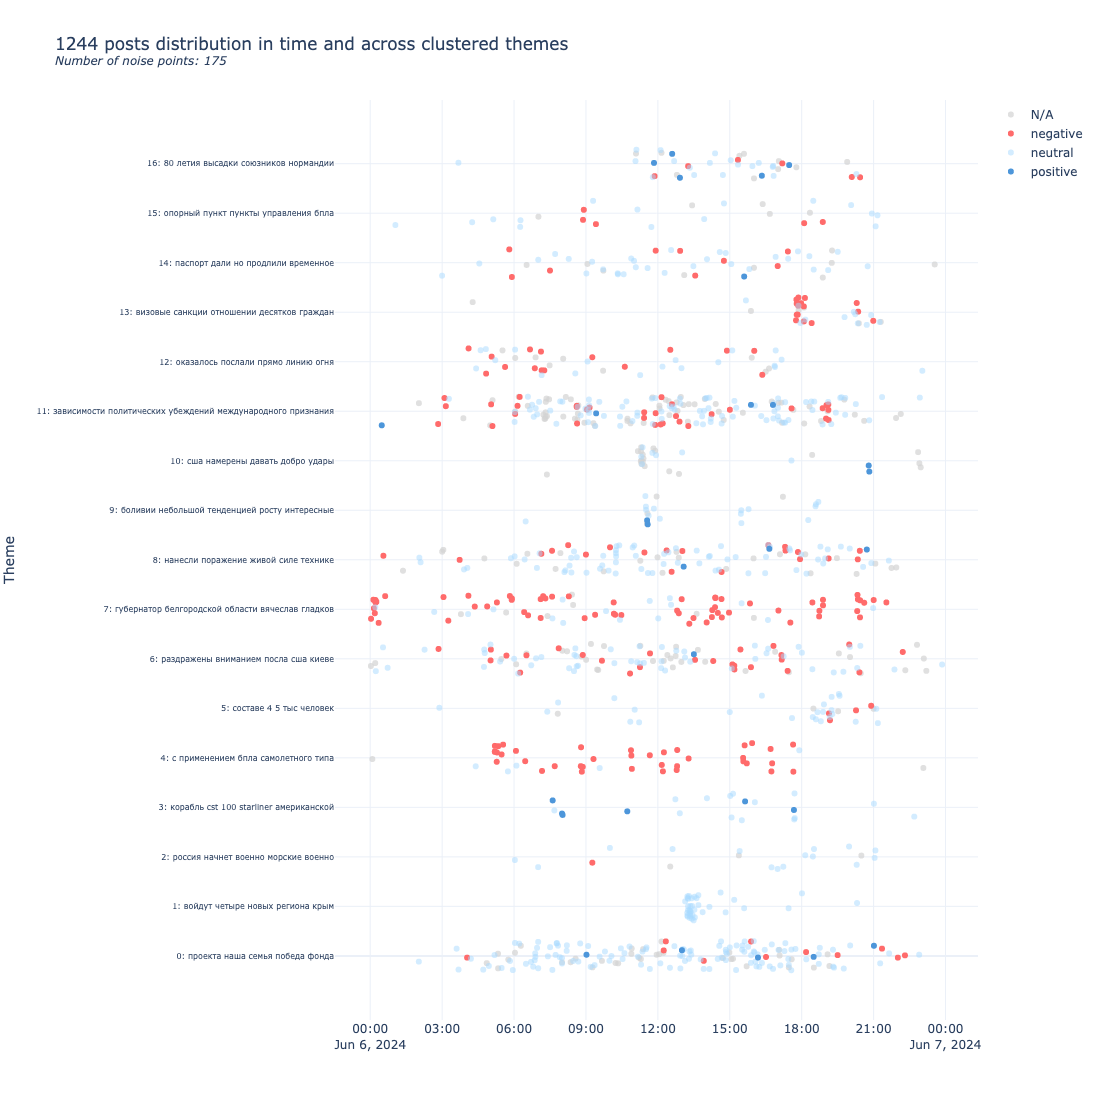 1244 posts distribution in time and across clustered themes
Number of noise points: 175
N/A
negative
neutral
positive
Theme
16: 80 летия высадки союзников нормандии
15: опорный пункт пункты управления бпла
14: паспорт дали но продлили временное
13: визовые санкции отношении десятков граждан
12: оказалось послали прямо линию огня
11: зависимости политических убеждений международного признания
10: сша намерены давать добро удары
9: боливии небольшой тенденцией росту интересные
8: нанесли поражение живой силе технике
7: губернатор белгородской области вячеслав гладков
6: раздражены вниманием посла сша киеве
5: составе 4 5 тыс человек
4: с применением бпла самолетного типа
3: корабль cst 100 starliner американской
2: россия начнет военно морские военно
1: войдут четыре новых региона крым
0: проекта наша семья победа фонда
00:00 03:00 06:00 09:00 12:00 15:00 18:00 21:00 00:00
Jun 6, 2024 Jun 7, 2024